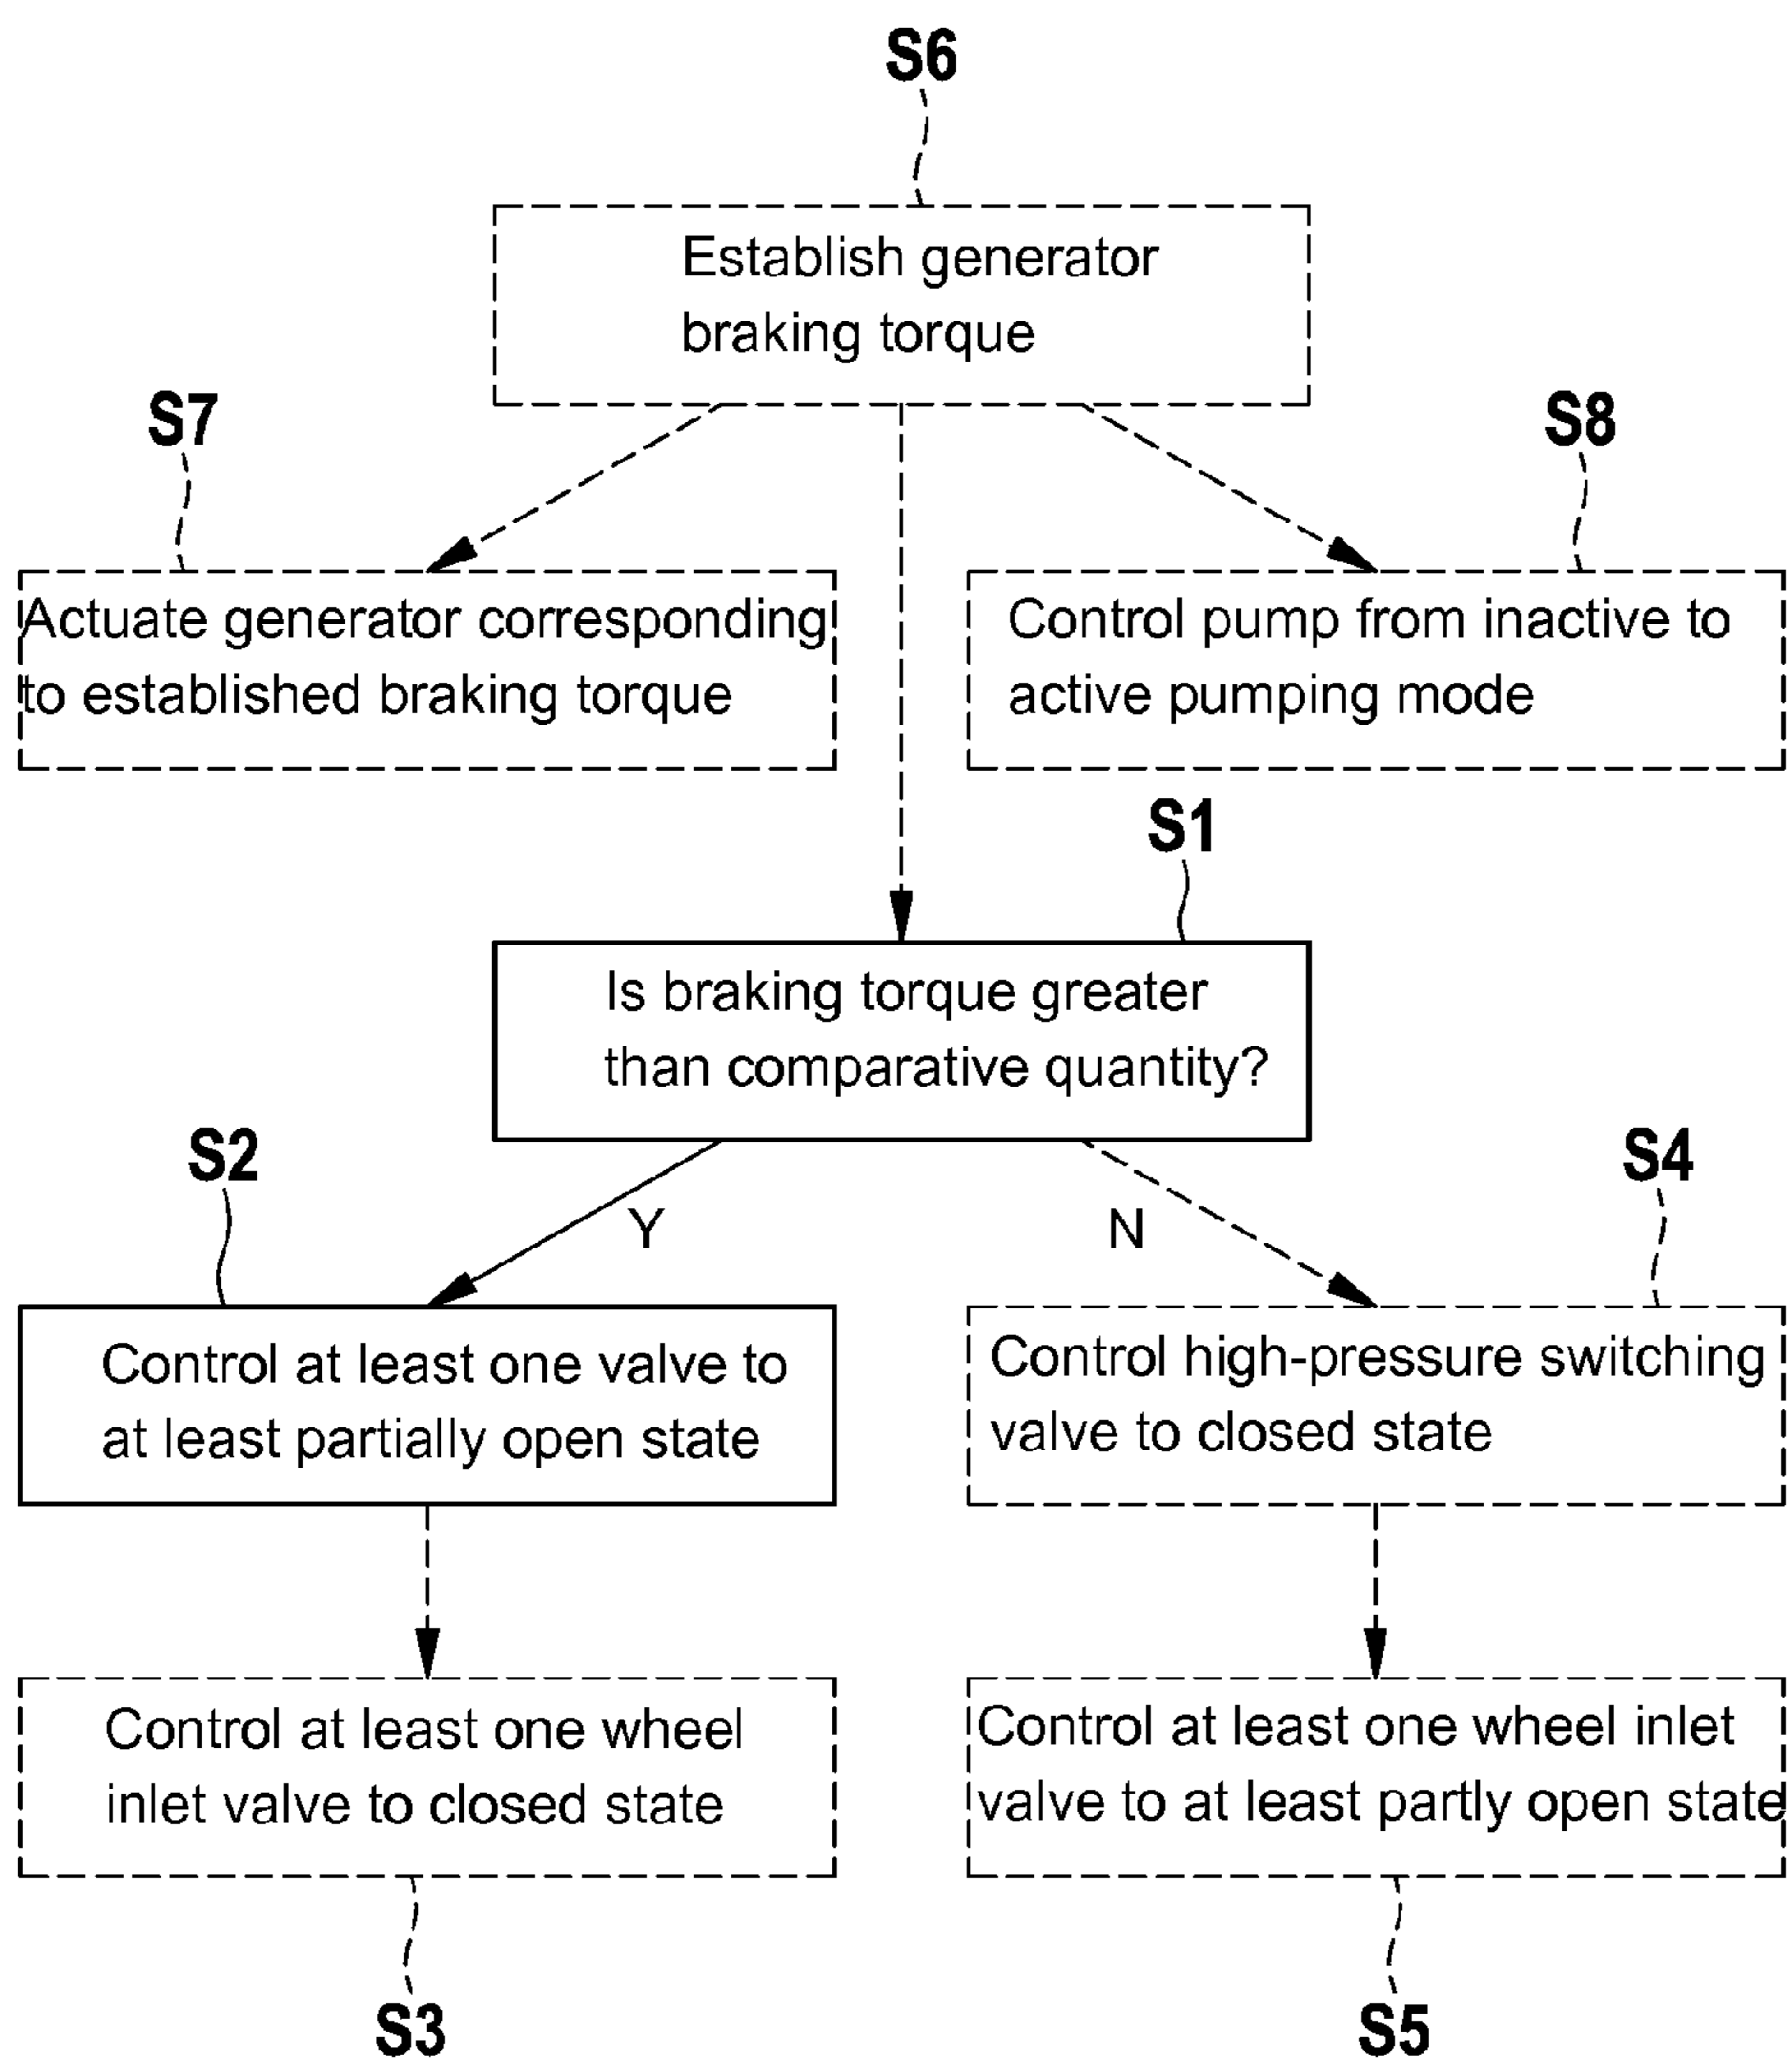 S6
Establish generator
braking torque
S7
S8
Actuate generator corresponding
to established braking torque
Control pump from inactive to
active pumping mode
S1
Is braking torque greater
than comparative quantity?
S2
S4
Y
N
Control at least one valve to
at least partially open state
Control high-pressure switching
valve to closed state
Control at least one wheel
inlet valve to closed state
Control at least one wheel inlet
valve to at least partly open state
S3
S5